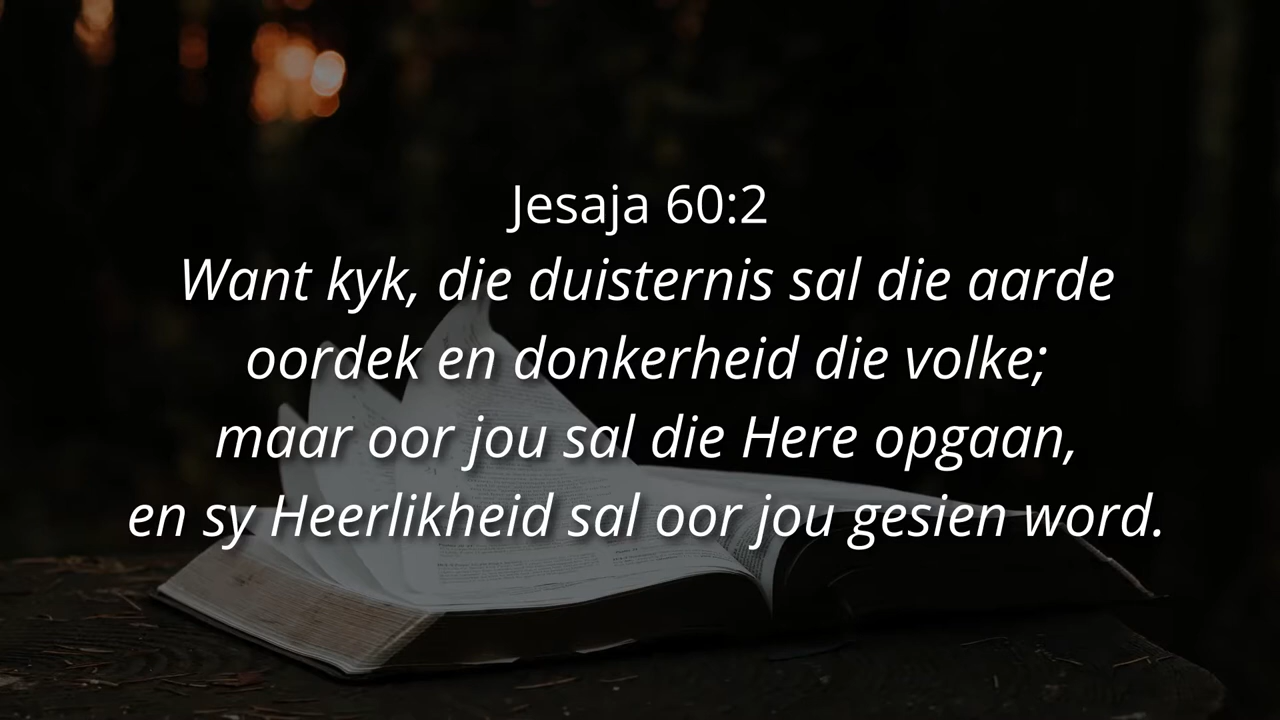 Jesaja 60:2
Want kyk, die duisternis sal die aarde
oordek en donkerheid die volke;
maar oor jou sal die Here opgaan,
en sy Heerlikheid sal oor jou gesien word.